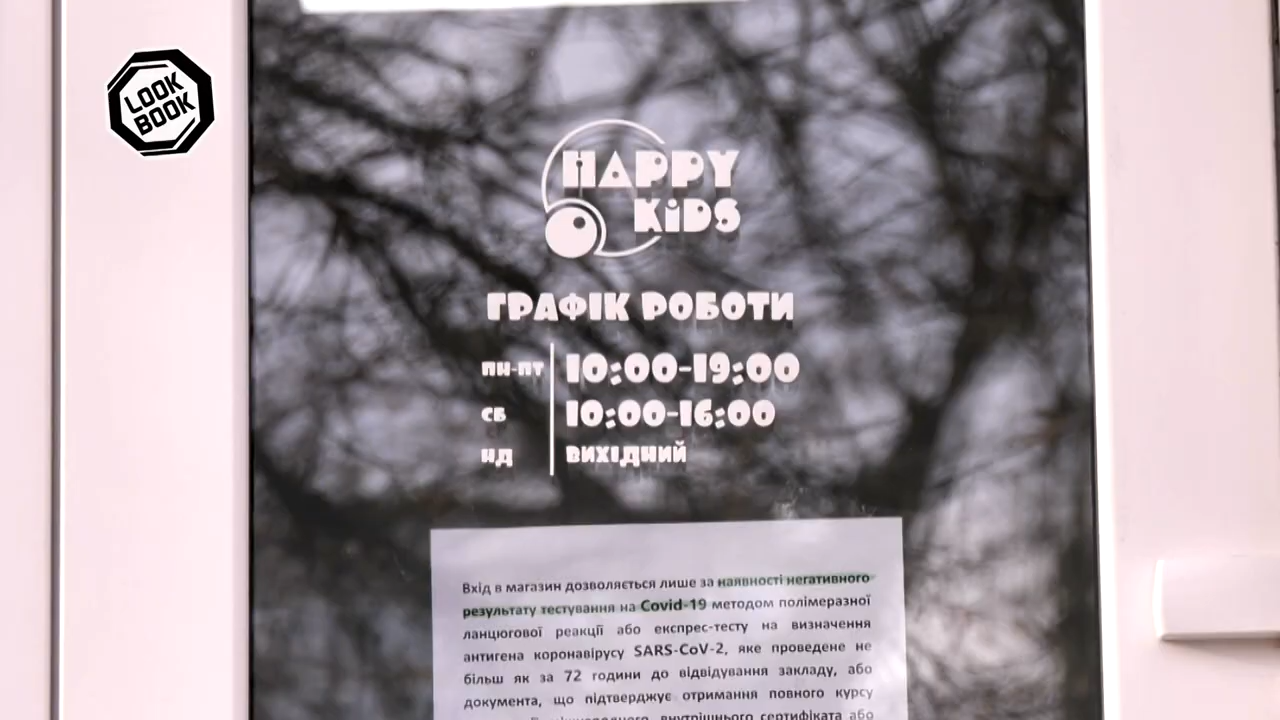 LOOK
BOOK
HAPPY
KiDS
ГРАФІК РОБОТИ
ПН-ПТ 10:00-19:00
СБ 10:00-16:00
НД ВИХІДНИЙ
Вхід в магазин дозволяється лише за наявності негативного
результату тестування на Covid-19 методом полімеразної
ланцюгової реакції або експрес-тесту на визначення
антигена коронавірусу SARS-CoV-2, яке проведене не
більш як за 72 години до відвідування закладу, або
документа, що підтверджує отримання повного курсу
внутрішнього сертифіката або